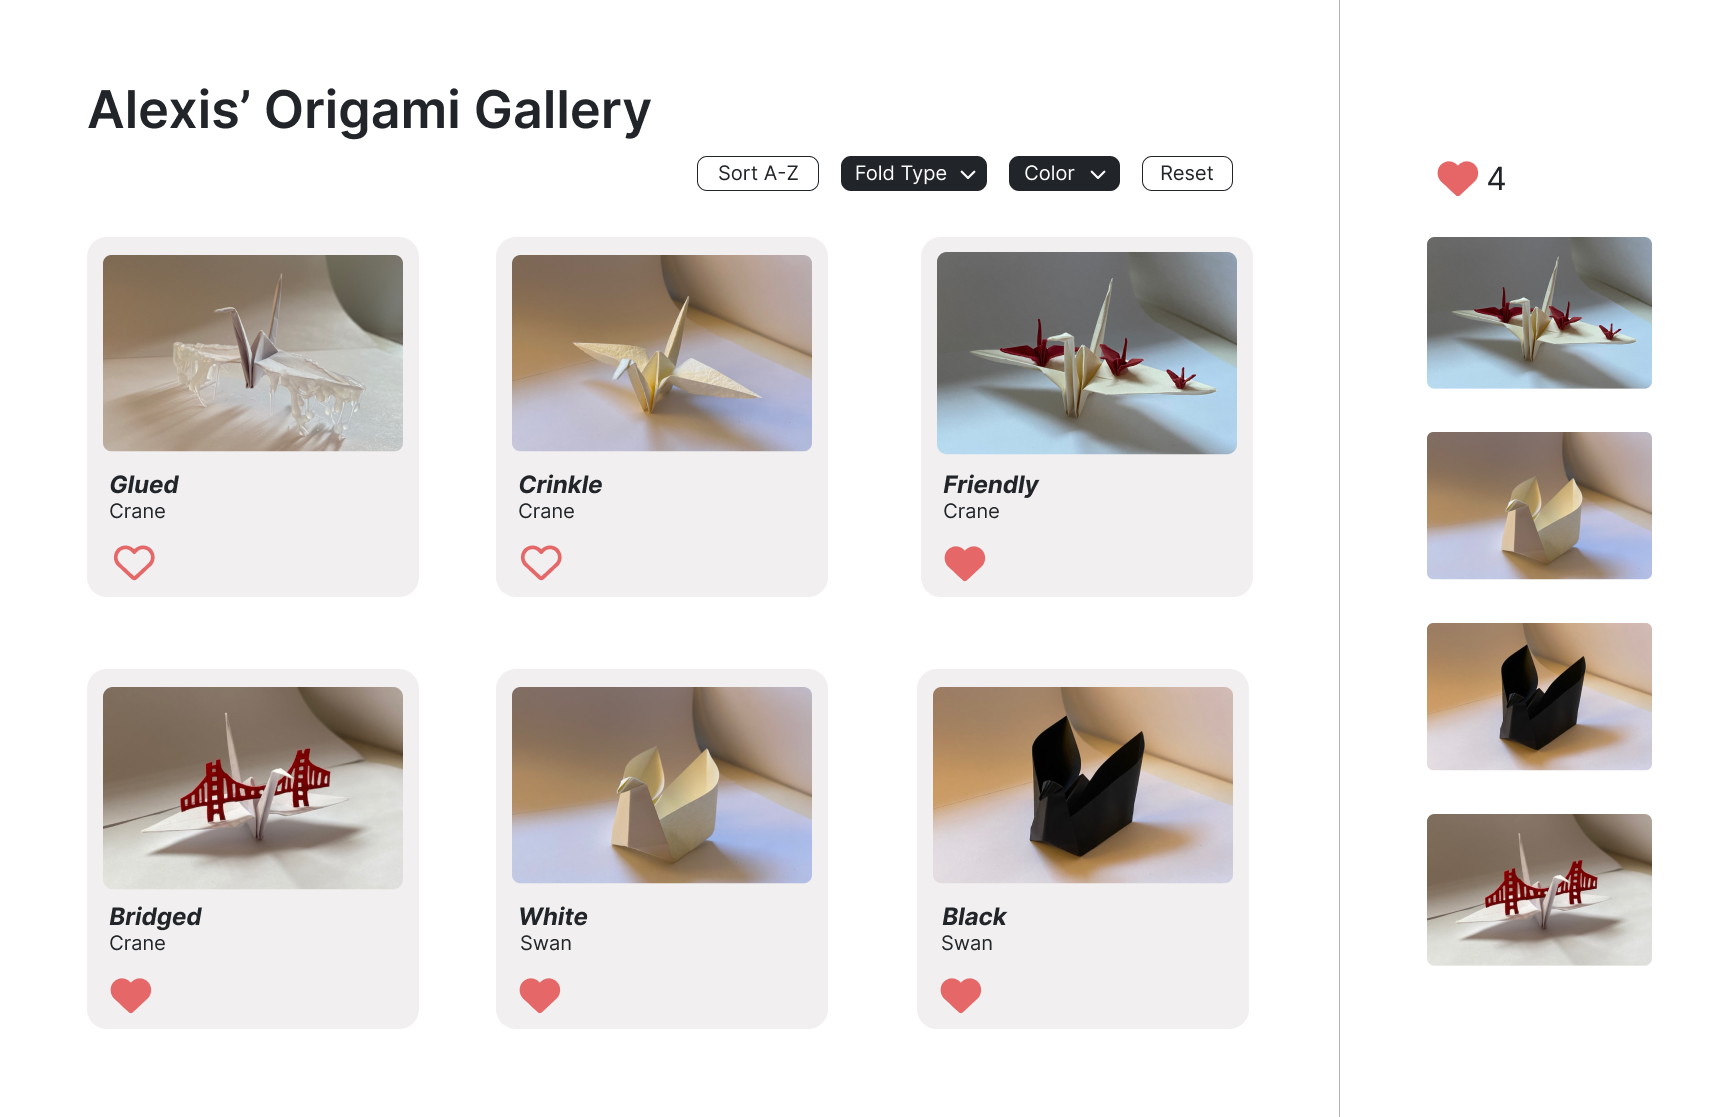 Alexis’ Origami Gallery
Sort A-Z
Fold Type
Color
Reset
4
Glued
Crane
Crinkle
Crane
Friendly
Crane
Bridged
Crane
White
Swan
Black
Swan